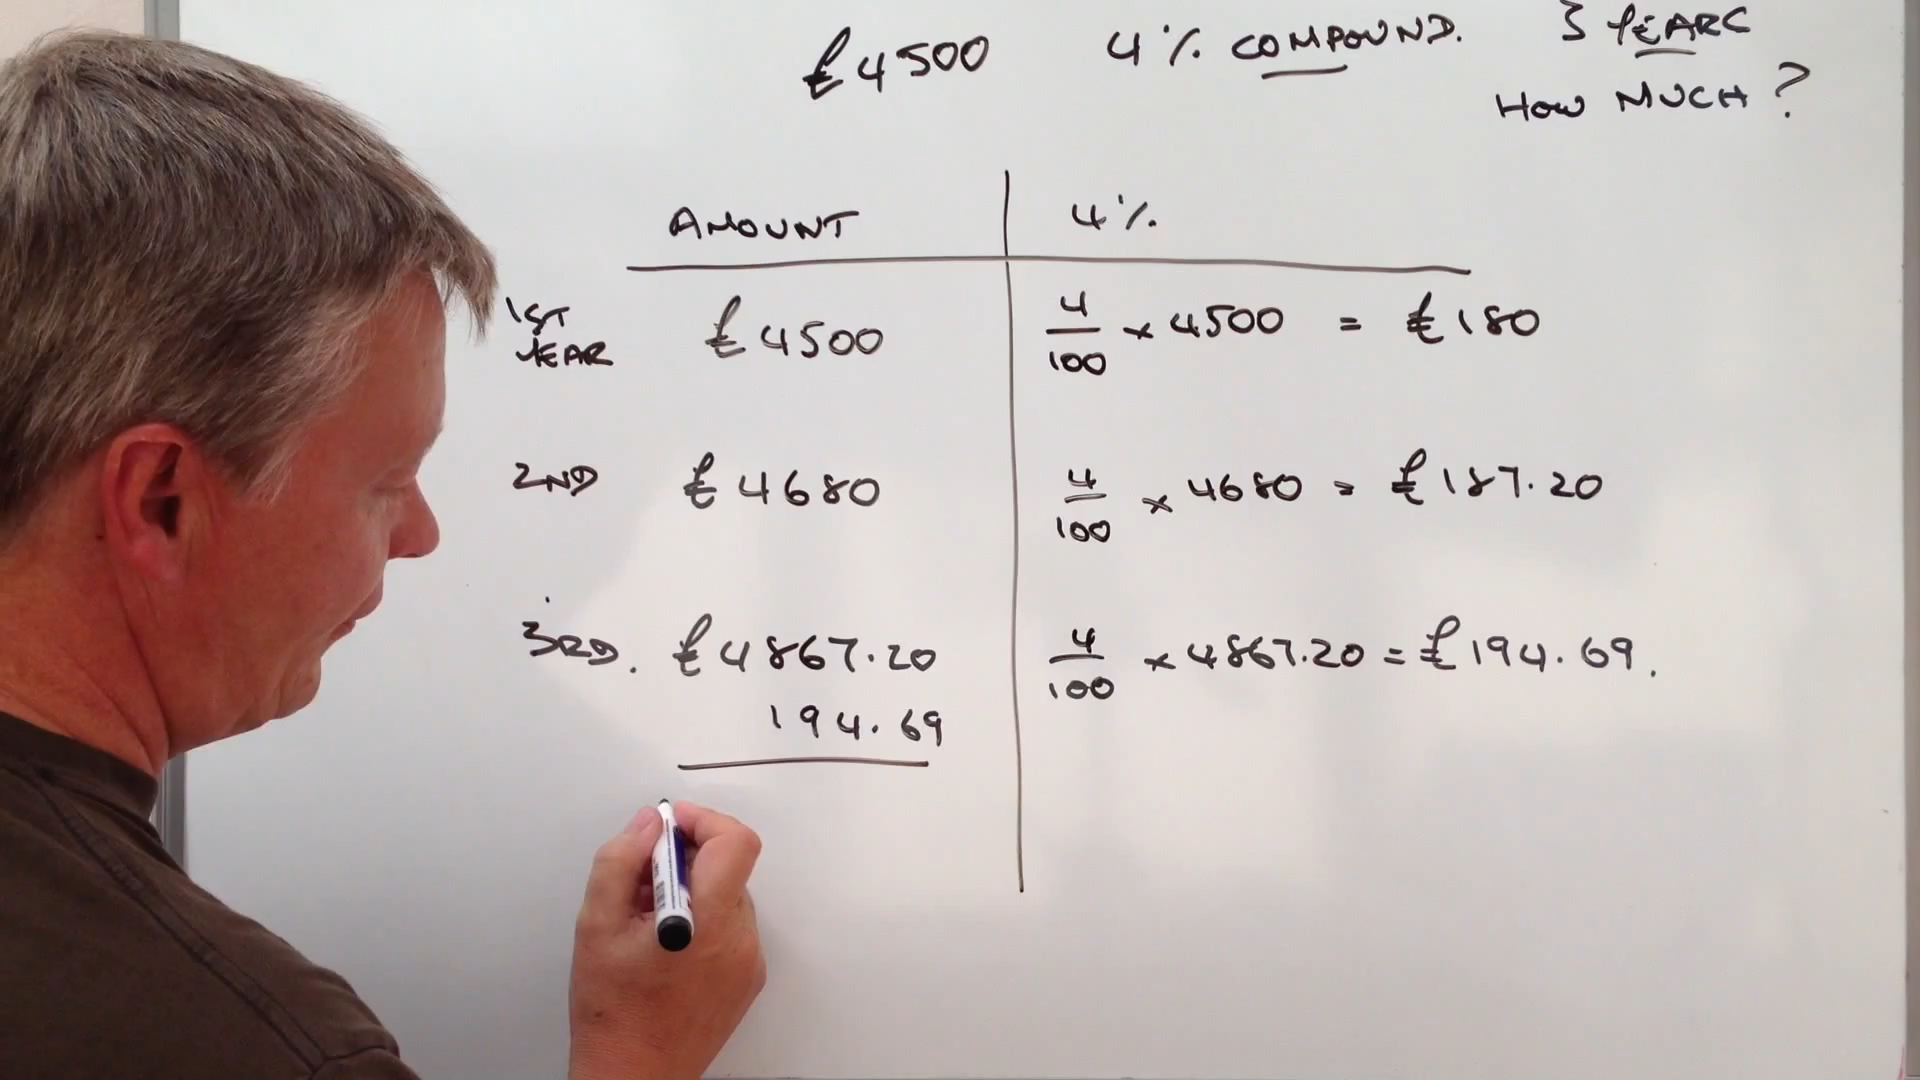 £4500 4% COMPOUND. 3 YEARS
HOW MUCH?
AMOUNT 4%
1ST
YEAR £4500 4/100 × 4500 = £180
2ND £4680 4/100 × 4680 = £187.20
3RD. £4867.20 4/100 × 4867.20 = £194.69.
194.69